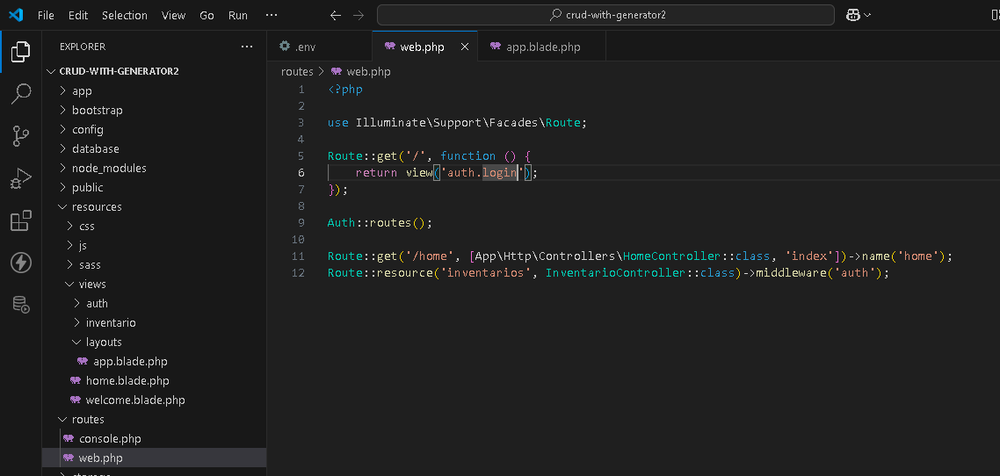 File Edit Selection View Go Run ···
crud-with-generator2
EXPLORER ···
CRUD-WITH-GENERATOR2
app
bootstrap
config
database
node_modules
public
resources
css
js
sass
views
auth
inventario
layouts
app.blade.php
home.blade.php
welcome.blade.php
routes
console.php
web.php
storage
.env
web.php
app.blade.php
routes > web.php
1 <?php
2
3 use Illuminate\Support\Facades\Route;
4
5 Route::get('/', function () {
6 return view('auth.login');
7 });
8
9 Auth::routes();
10
11 Route::get('/home', [App\Http\Controllers\HomeController::class, 'index'])->name('home');
12 Route::resource('inventarios', InventarioController::class)->middleware('auth');